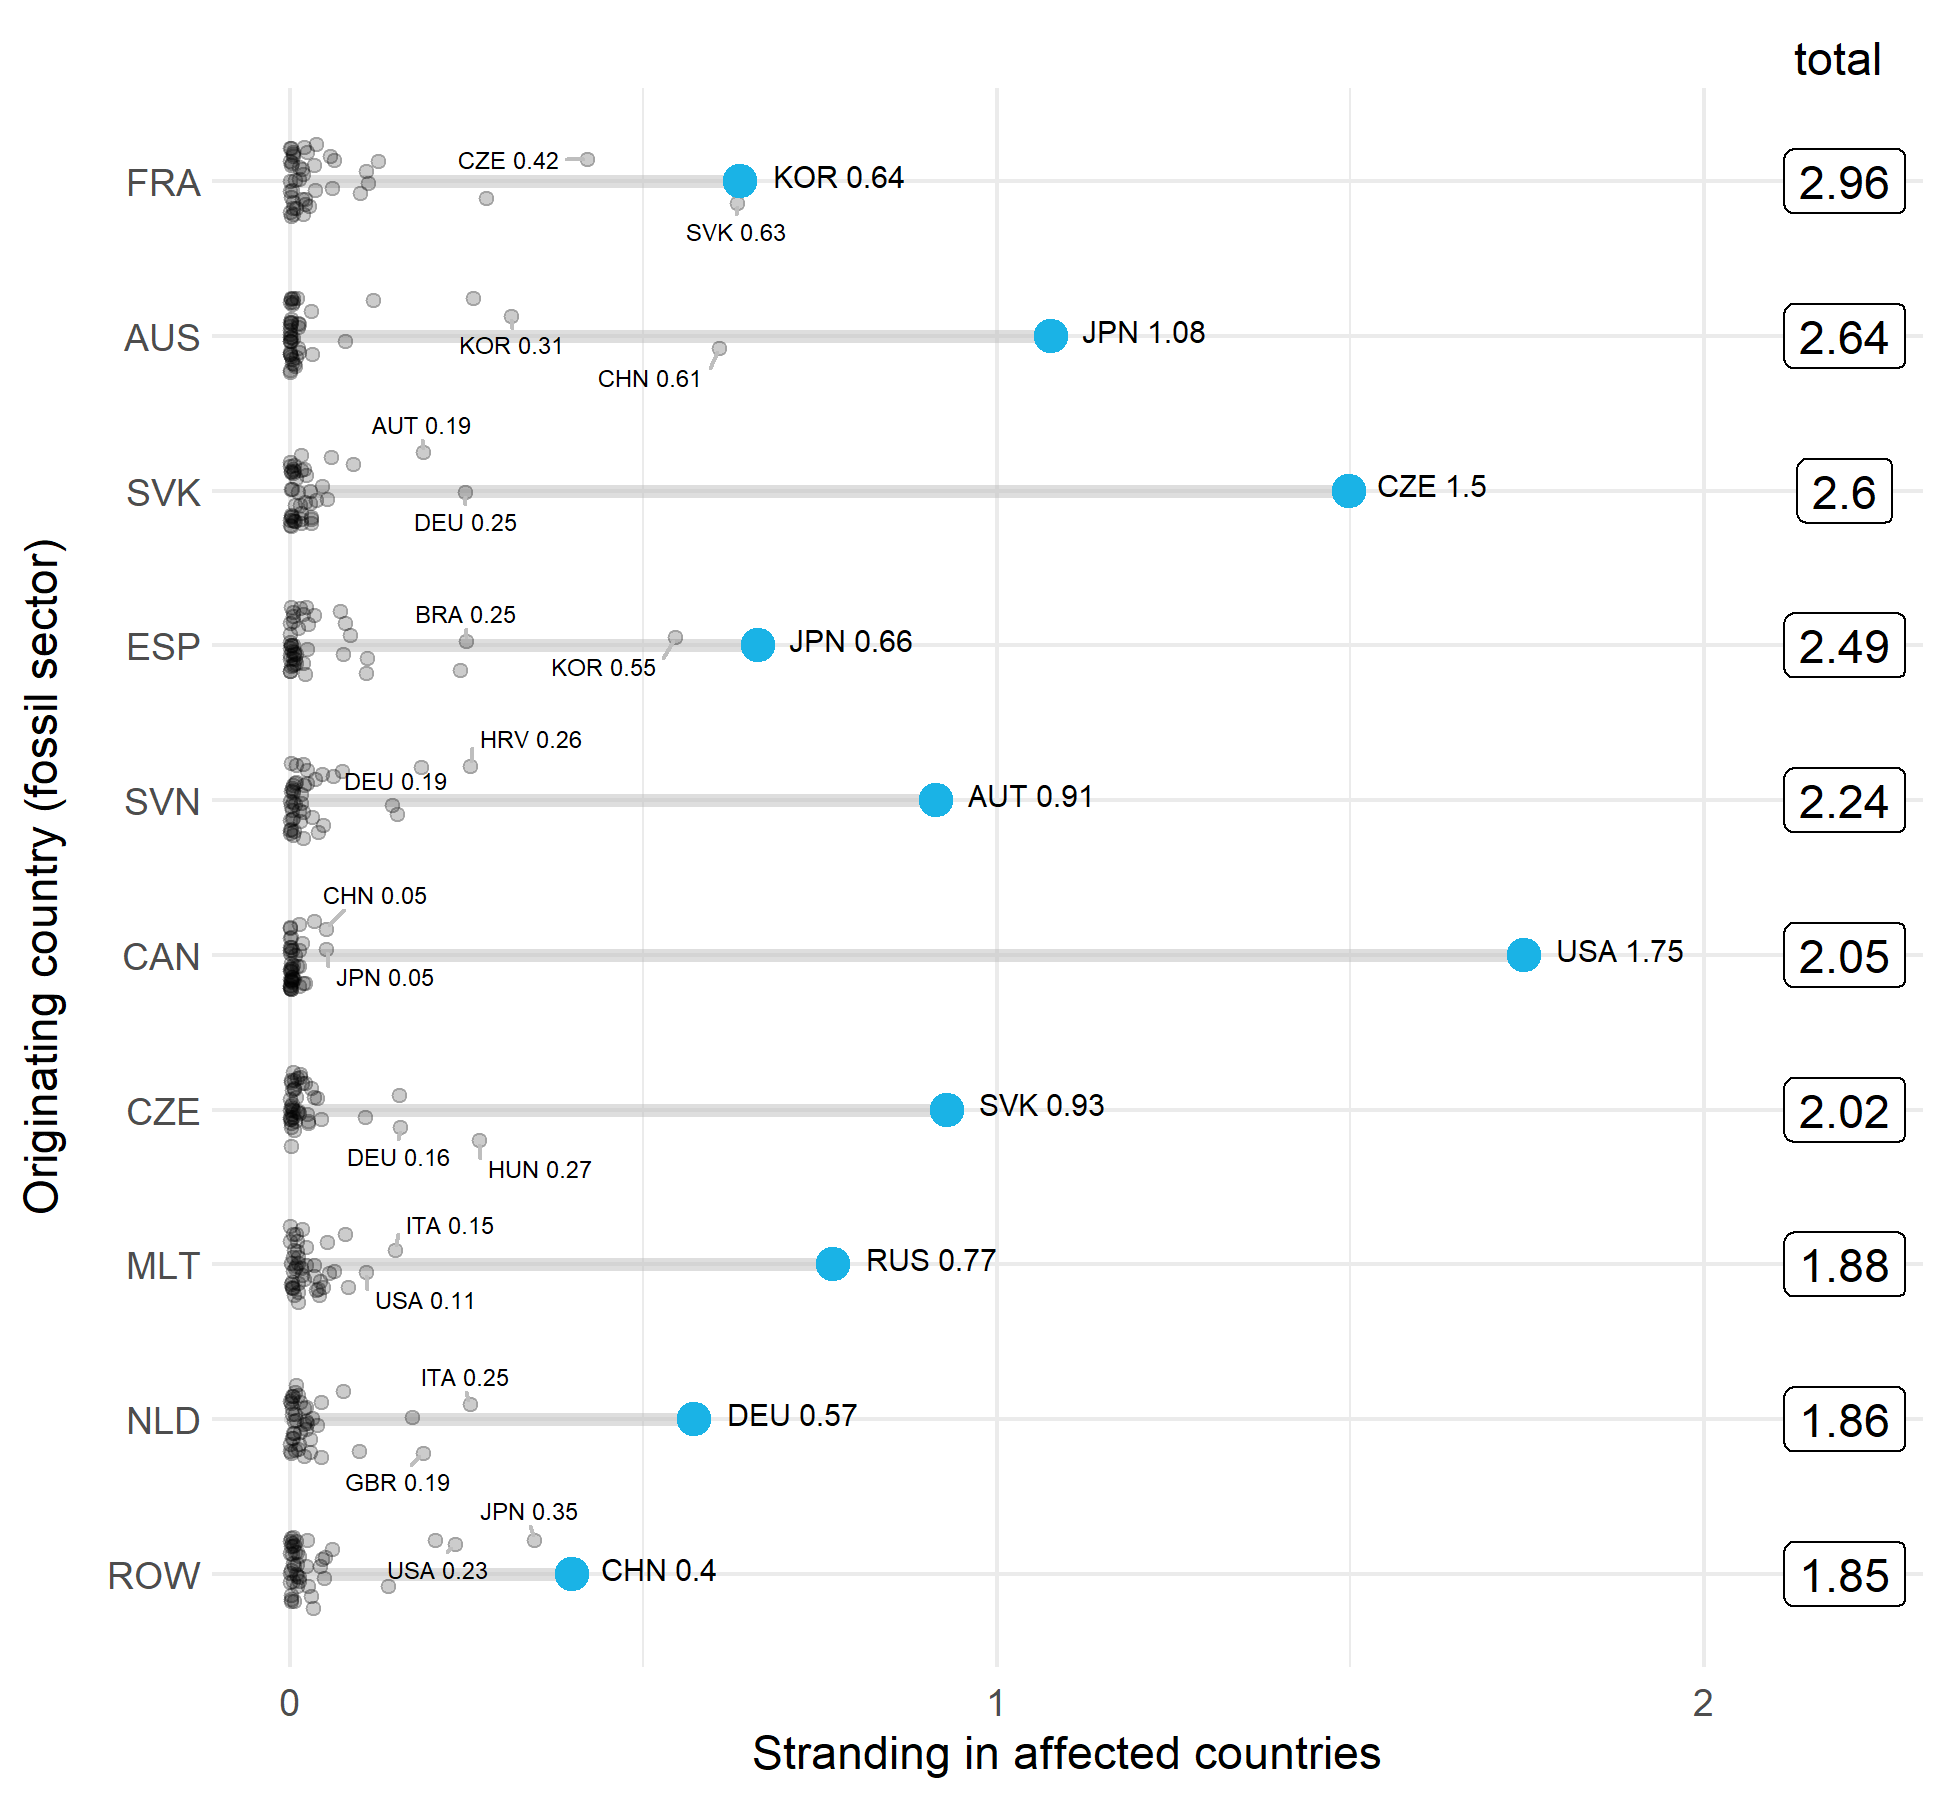 total
FRA
CZE 0.42
KOR 0.64
SVK 0.63
2.96
AUS
KOR 0.31
CHN 0.61
JPN 1.08
2.64
AUT 0.19
SVK
DEU 0.25
CZE 1.5
2.6
ESP
BRA 0.25
KOR 0.55
JPN 0.66
2.49
HRV 0.26
SVN
DEU 0.19
AUT 0.91
2.24
CHN 0.05
CAN
JPN 0.05
USA 1.75
2.05
CZE
DEU 0.16
HUN 0.27
SVK 0.93
2.02
ITA 0.15
MLT
USA 0.11
RUS 0.77
1.88
ITA 0.25
NLD
GBR 0.19
DEU 0.57
1.86
JPN 0.35
ROW
USA 0.23
CHN 0.4
1.85
0
1
2
Stranding in affected countries
Originating country (fossil sector)